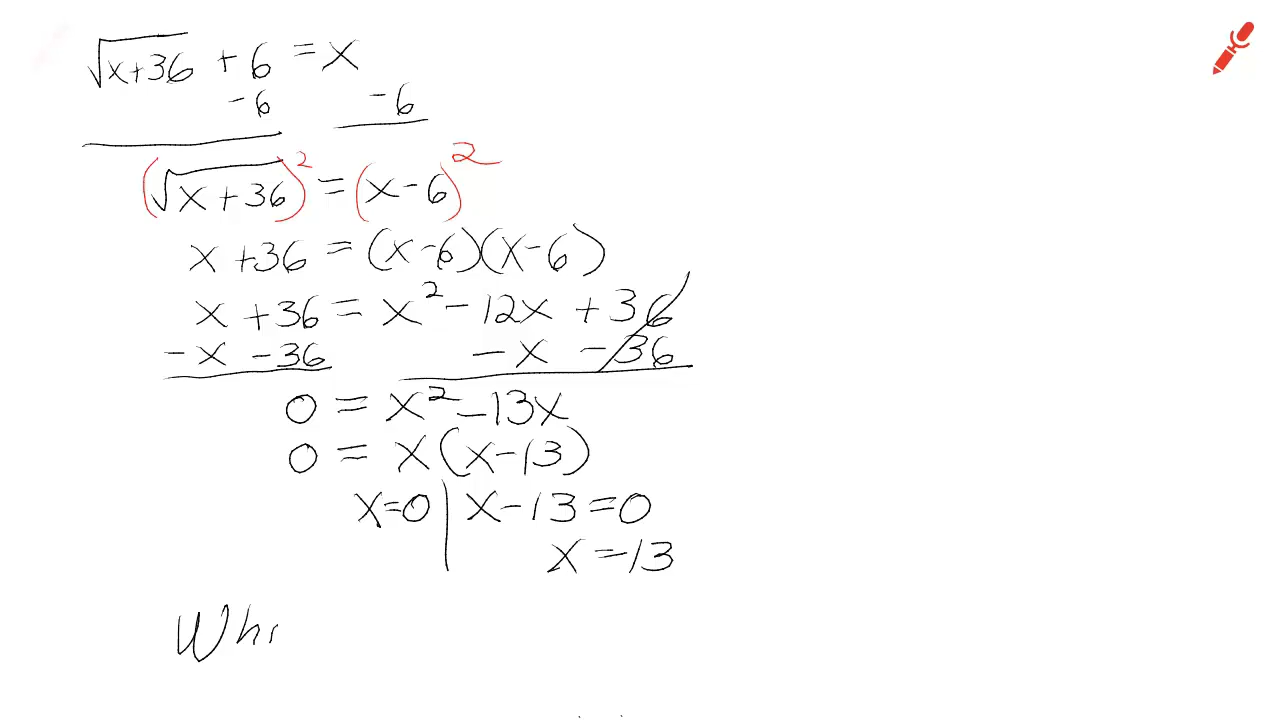 √x+36 + 6 = x
-6 -6
(√x+36)² = (x-6)²
x+36 = (x-6)(x-6)
x+36 = x²-12x+36
-x -36 -x -36
0 = x²-13x
0 = x(x-13)
x=0 | x-13=0
x=13
Whi